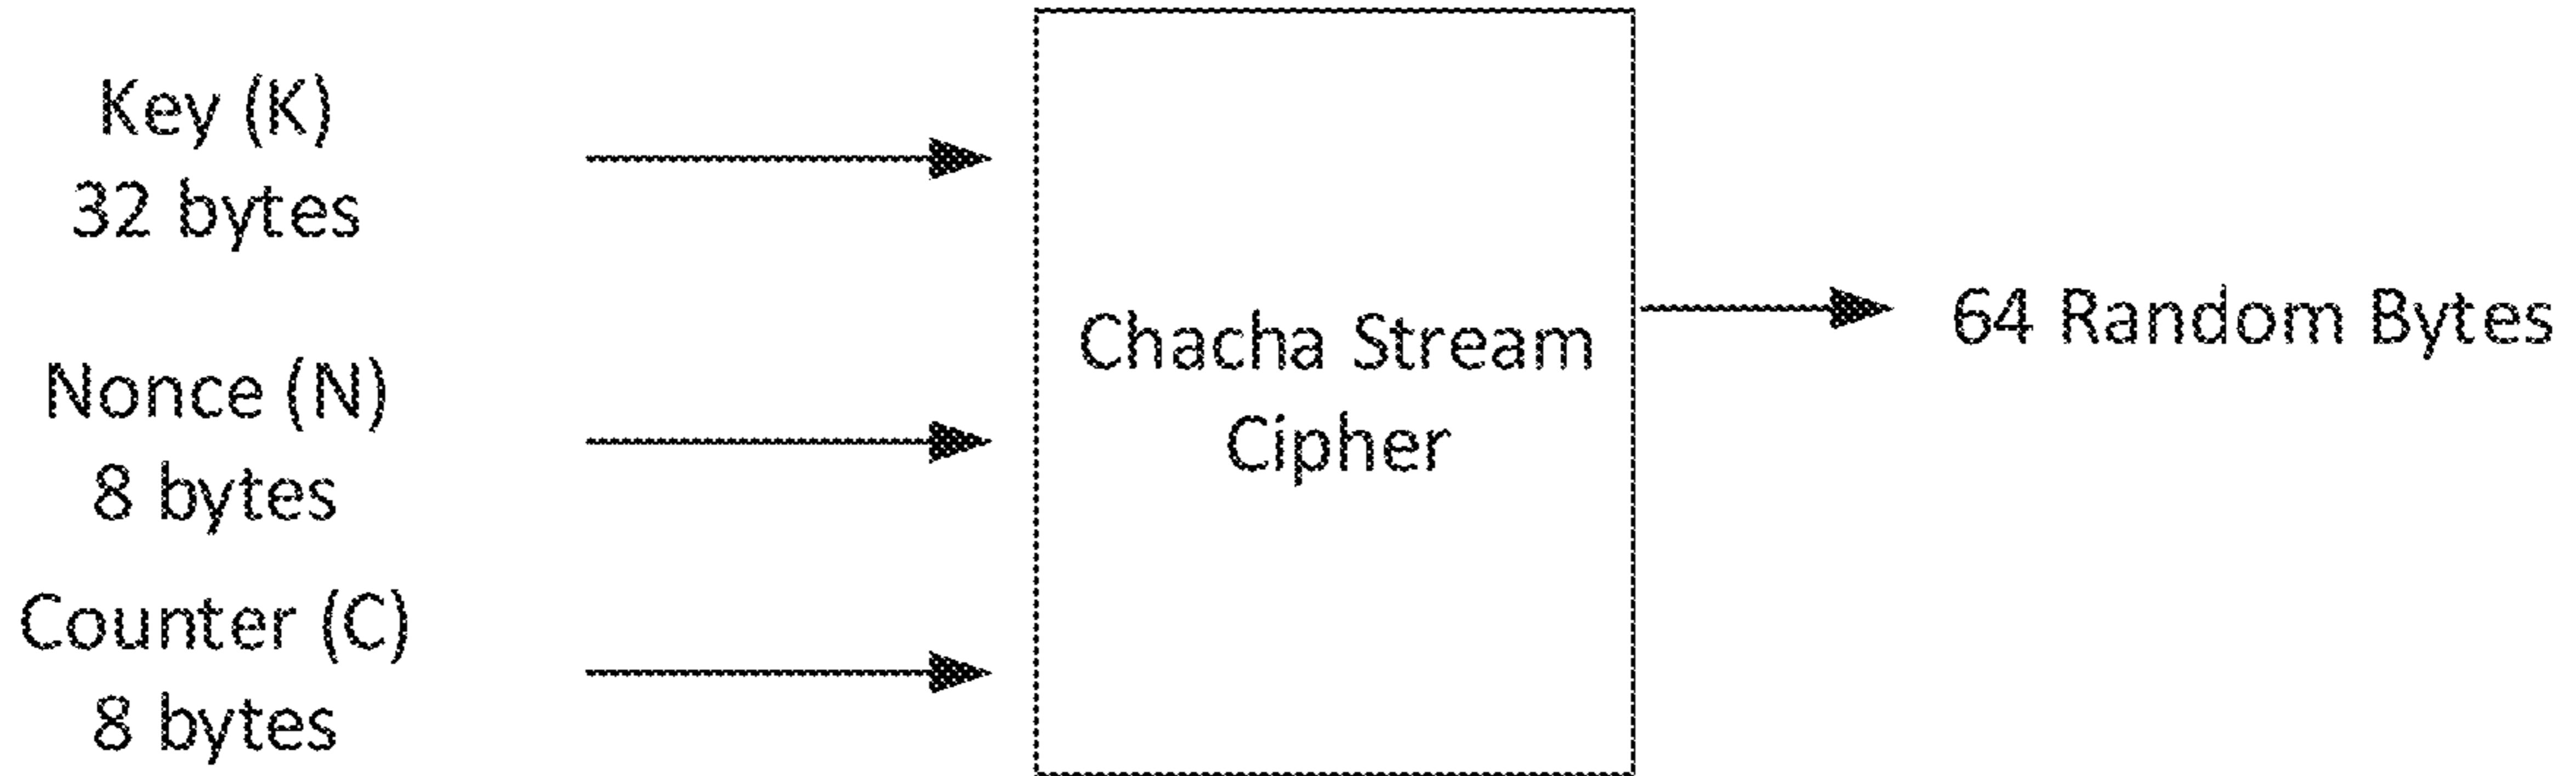 Key (K)
32 bytes
Nonce (N)
8 bytes
Counter (C)
8 bytes
Chacha Stream
Cipher
64 Random Bytes